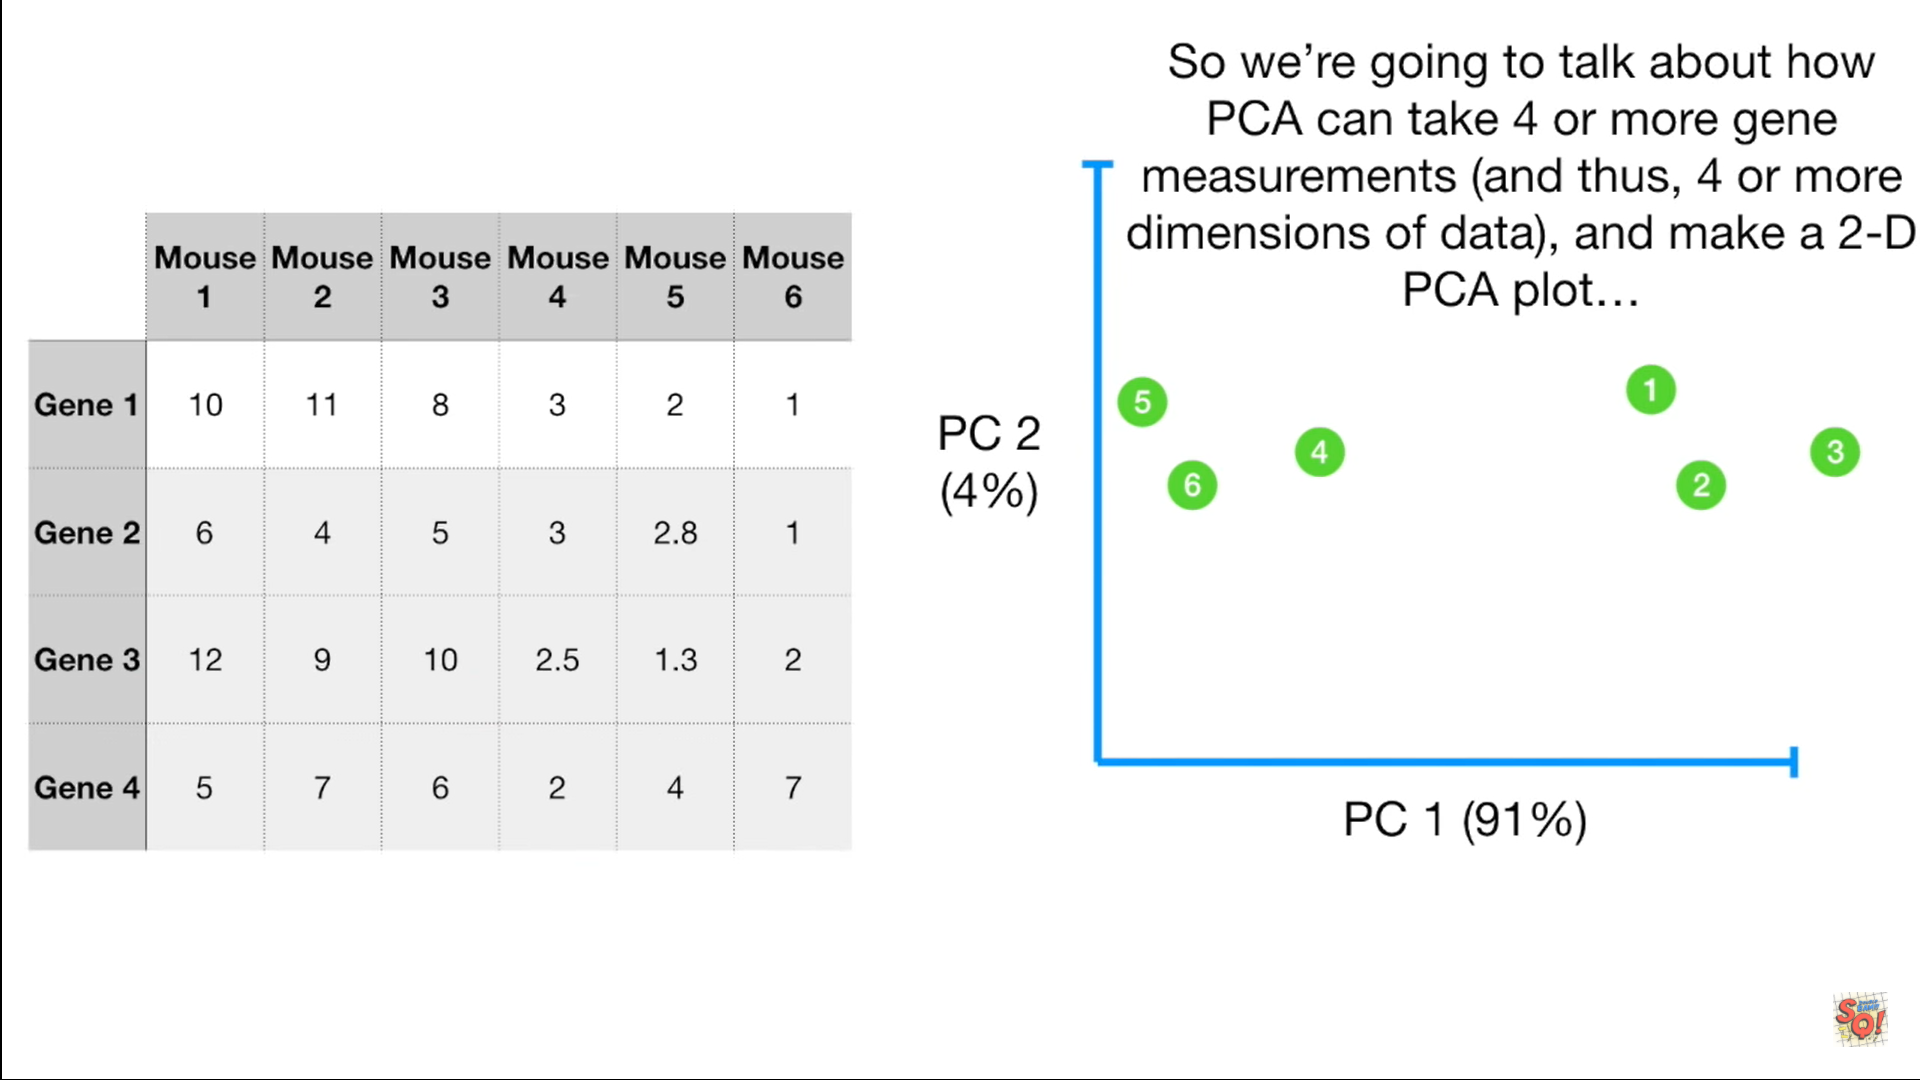 So we're going to talk about how
PCA can take 4 or more gene
measurements (and thus, 4 or more
dimensions of data), and make a 2-D
PCA plot…
Mouse 1 Mouse 2 Mouse 3 Mouse 4 Mouse 5 Mouse 6
Gene 1 10 11 8 3 2 1
Gene 2 6 4 5 3 2.8 1
Gene 3 12 9 10 2.5 1.3 2
Gene 4 5 7 6 2 4 7
PC 2
(4%)
5
6
4
1
2
3
PC 1 (91%)
SQ!